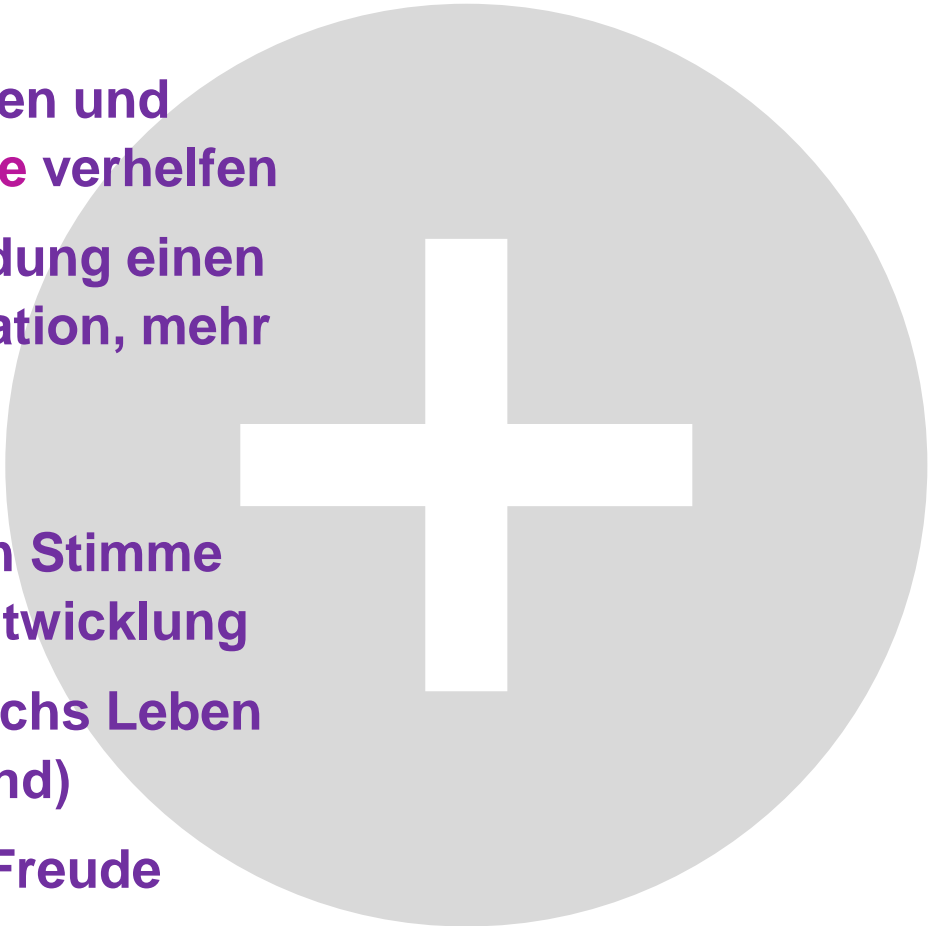 en und
e verhelfen
dung einen
ation, mehr
n Stimme
twicklung
chs Leben
nd)
Freude